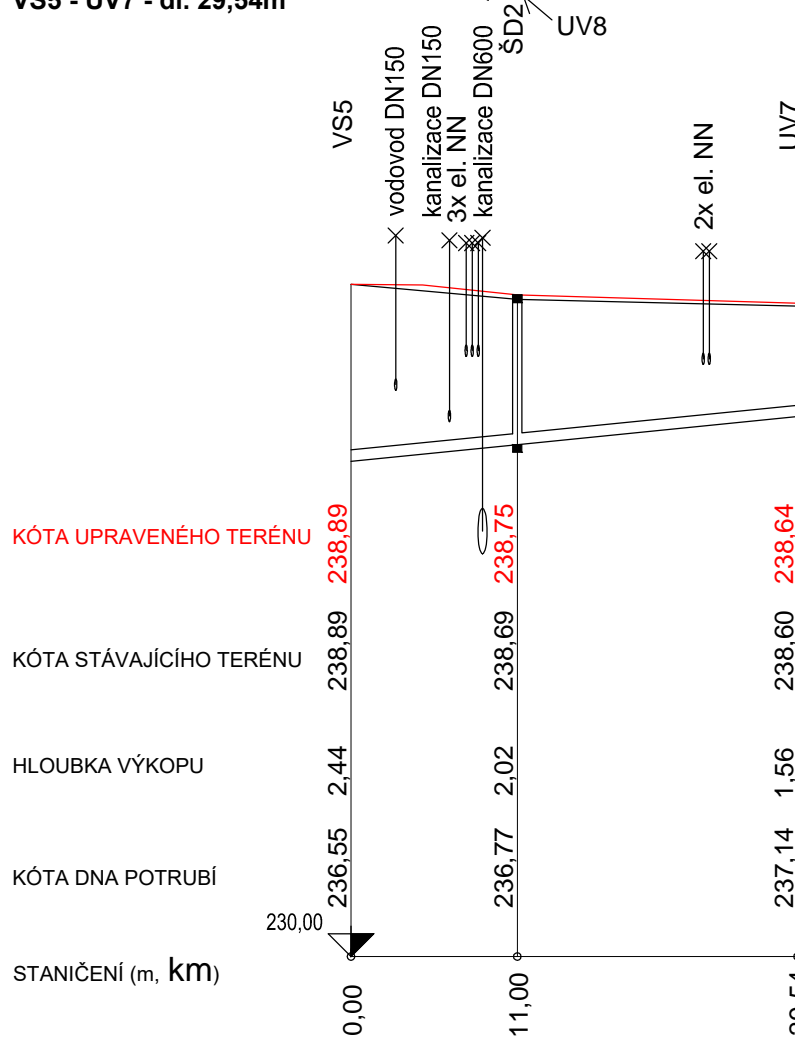 VS5 - UV7 - dl. 29,54m
ŠD2
UV8
VS5
vodovod DN150
kanalizace DN150
3x el. NN
kanalizace DN600
2x el. NN
UV7
KÓTA UPRAVENÉHO TERÉNU 238,89 238,75 238,64
KÓTA STÁVAJÍCÍHO TERÉNU 238,89 238,69 238,60
HLOUBKA VÝKOPU 2,44 2,02 1,56
KÓTA DNA POTRUBÍ 236,55 236,77 237,14
230,00
STANIČENÍ (m, km)
0,00 11,00 29,54